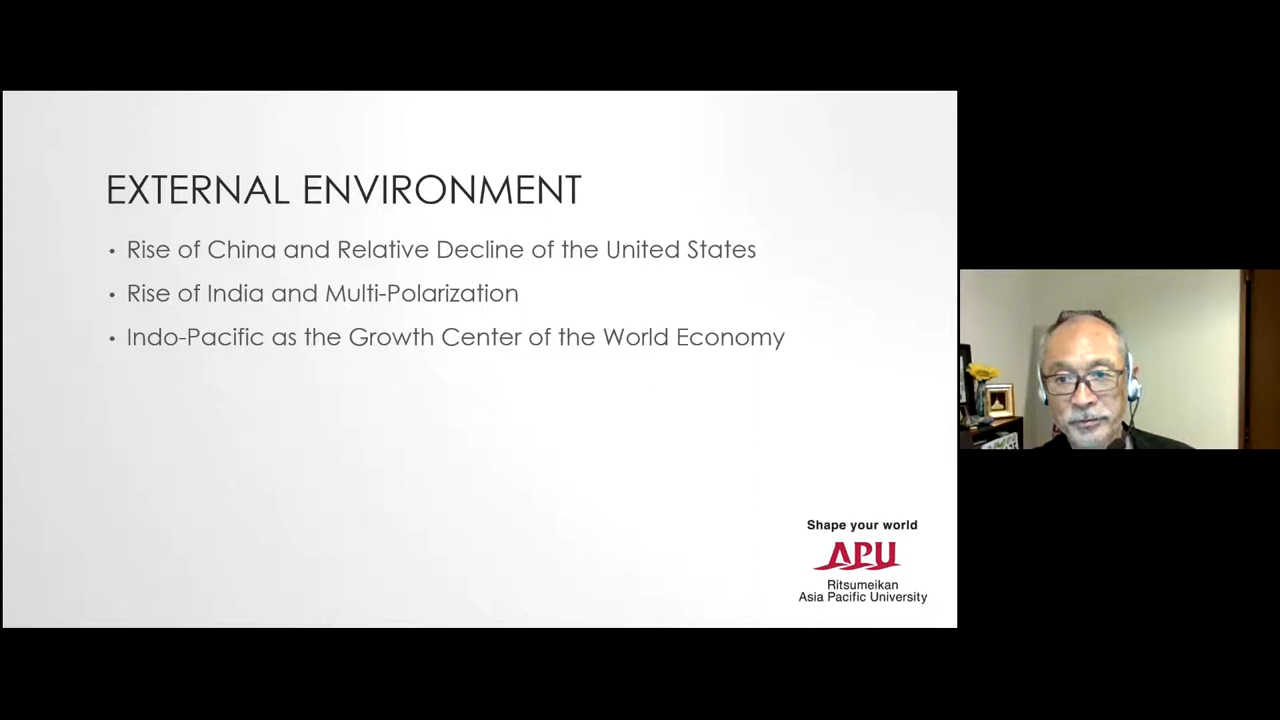 EXTERNAL ENVIRONMENT
• Rise of China and Relative Decline of the United States
• Rise of India and Multi-Polarization
• Indo-Pacific as the Growth Center of the World Economy
Shape your world
APU
Ritsumeikan
Asia Pacific University